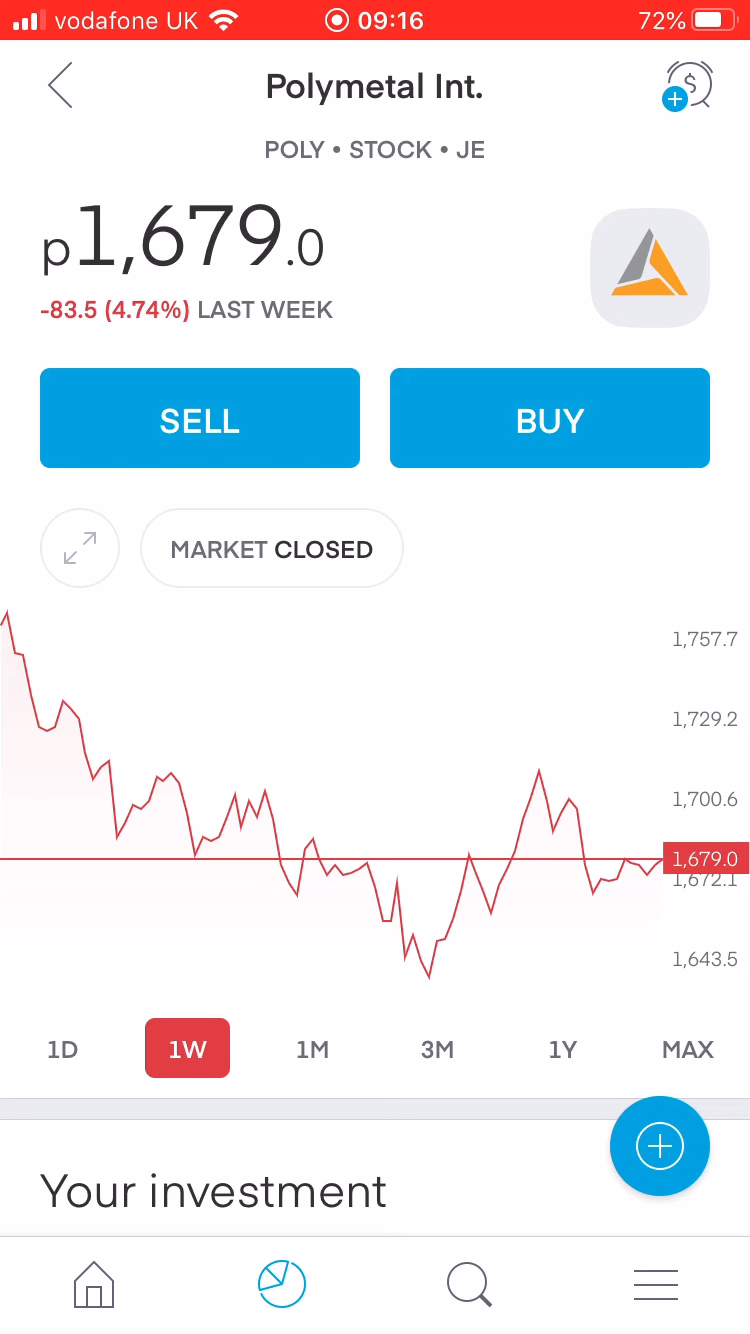 vodafone UK 09:16 72%
Polymetal Int.
POLY • STOCK • JE
p1,679.0
-83.5 (4.74%) LAST WEEK
SELL BUY
MARKET CLOSED
1,757.7
1,729.2
1,700.6
1,679.0
1,672.1
1,643.5
1D 1W 1M 3M 1Y MAX
Your investment